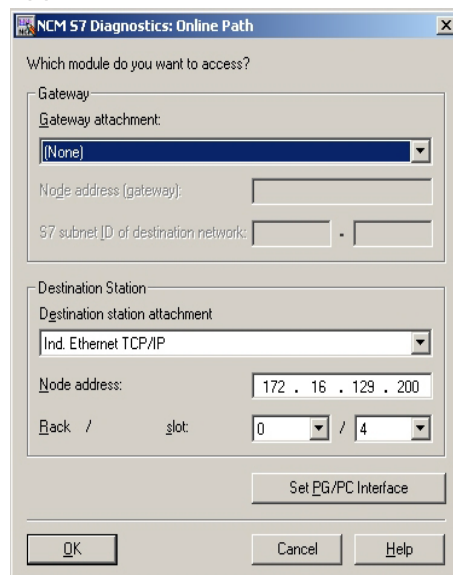 NCM S7 Diagnostics: Online Path
Which module do you want to access?
Gateway
Gateway attachment:
(None)
Node address (gateway):
S7 subnet ID of destination network: -
Destination Station
Destination station attachment
Ind. Ethernet TCP/IP
Node address: 172 . 16 . 129 . 200
Rack / slot: 0 / 4
Set PG/PC Interface
OK Cancel Help